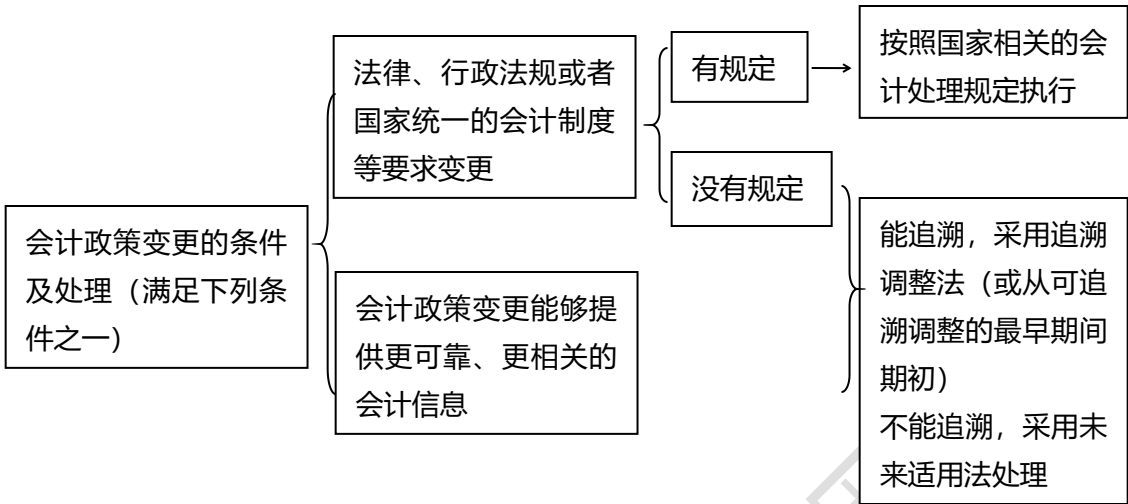 会计政策变更的条件
及处理（满足下列条
件之一）
法律、行政法规或者
国家统一的会计制度
等要求变更
会计政策变更能够提
供更可靠、更相关的
会计信息
有规定
没有规定
按照国家相关的会
计处理规定执行
能追溯，采用追溯
调整法（或从可追
溯调整的最早期间
期初）
不能追溯，采用未
来适用法处理